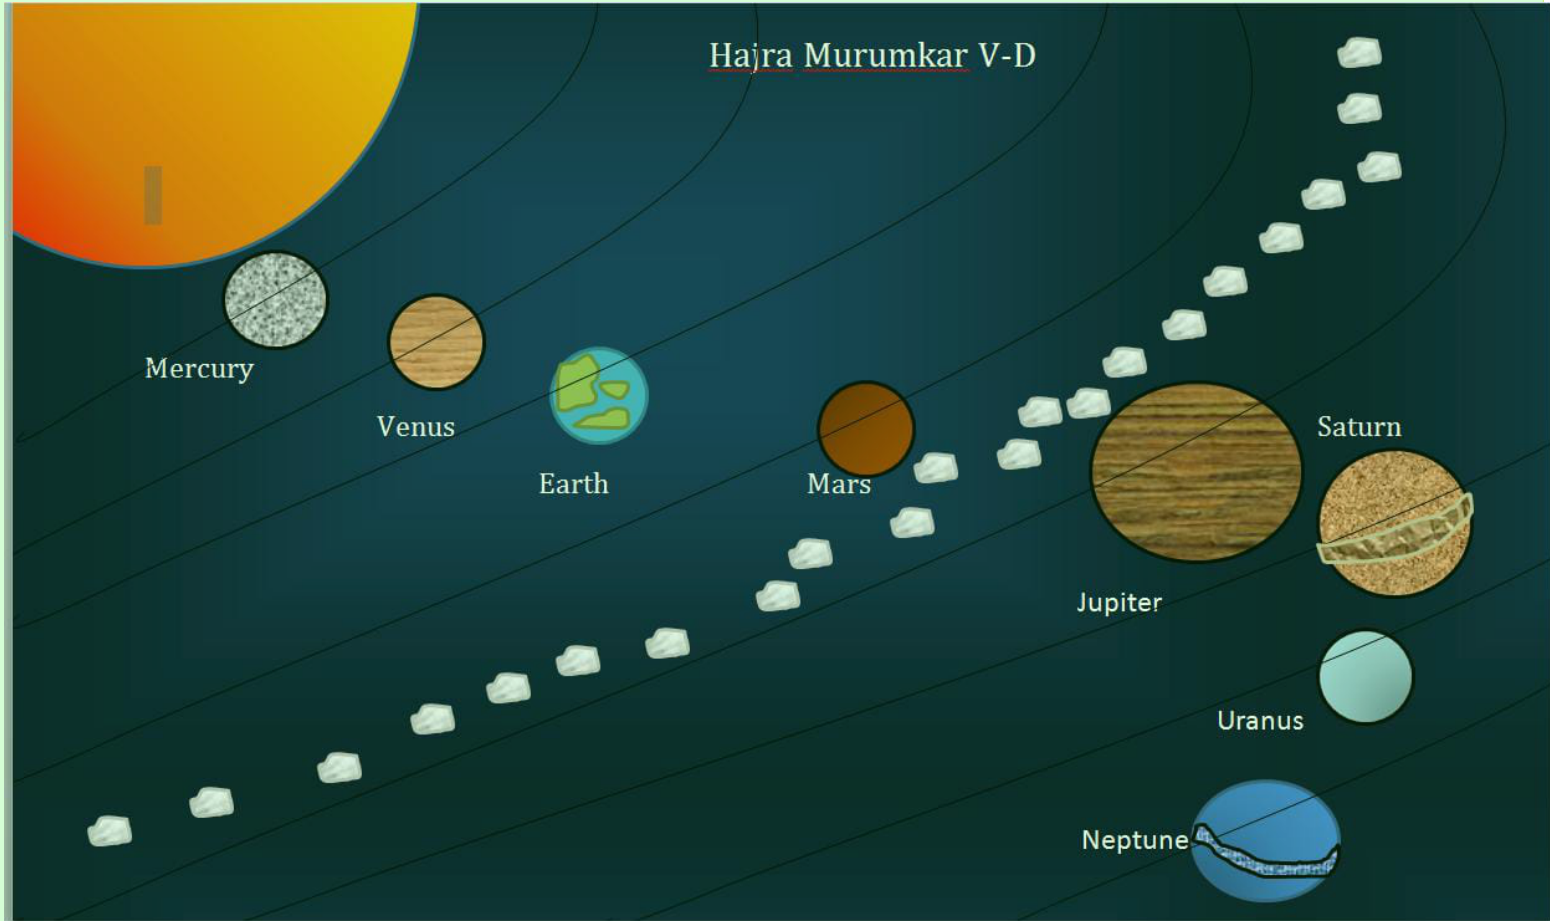 Hajra Murumkar V-D
Mercury
Venus
Earth
Mars
Saturn
Jupiter
Uranus
Neptune